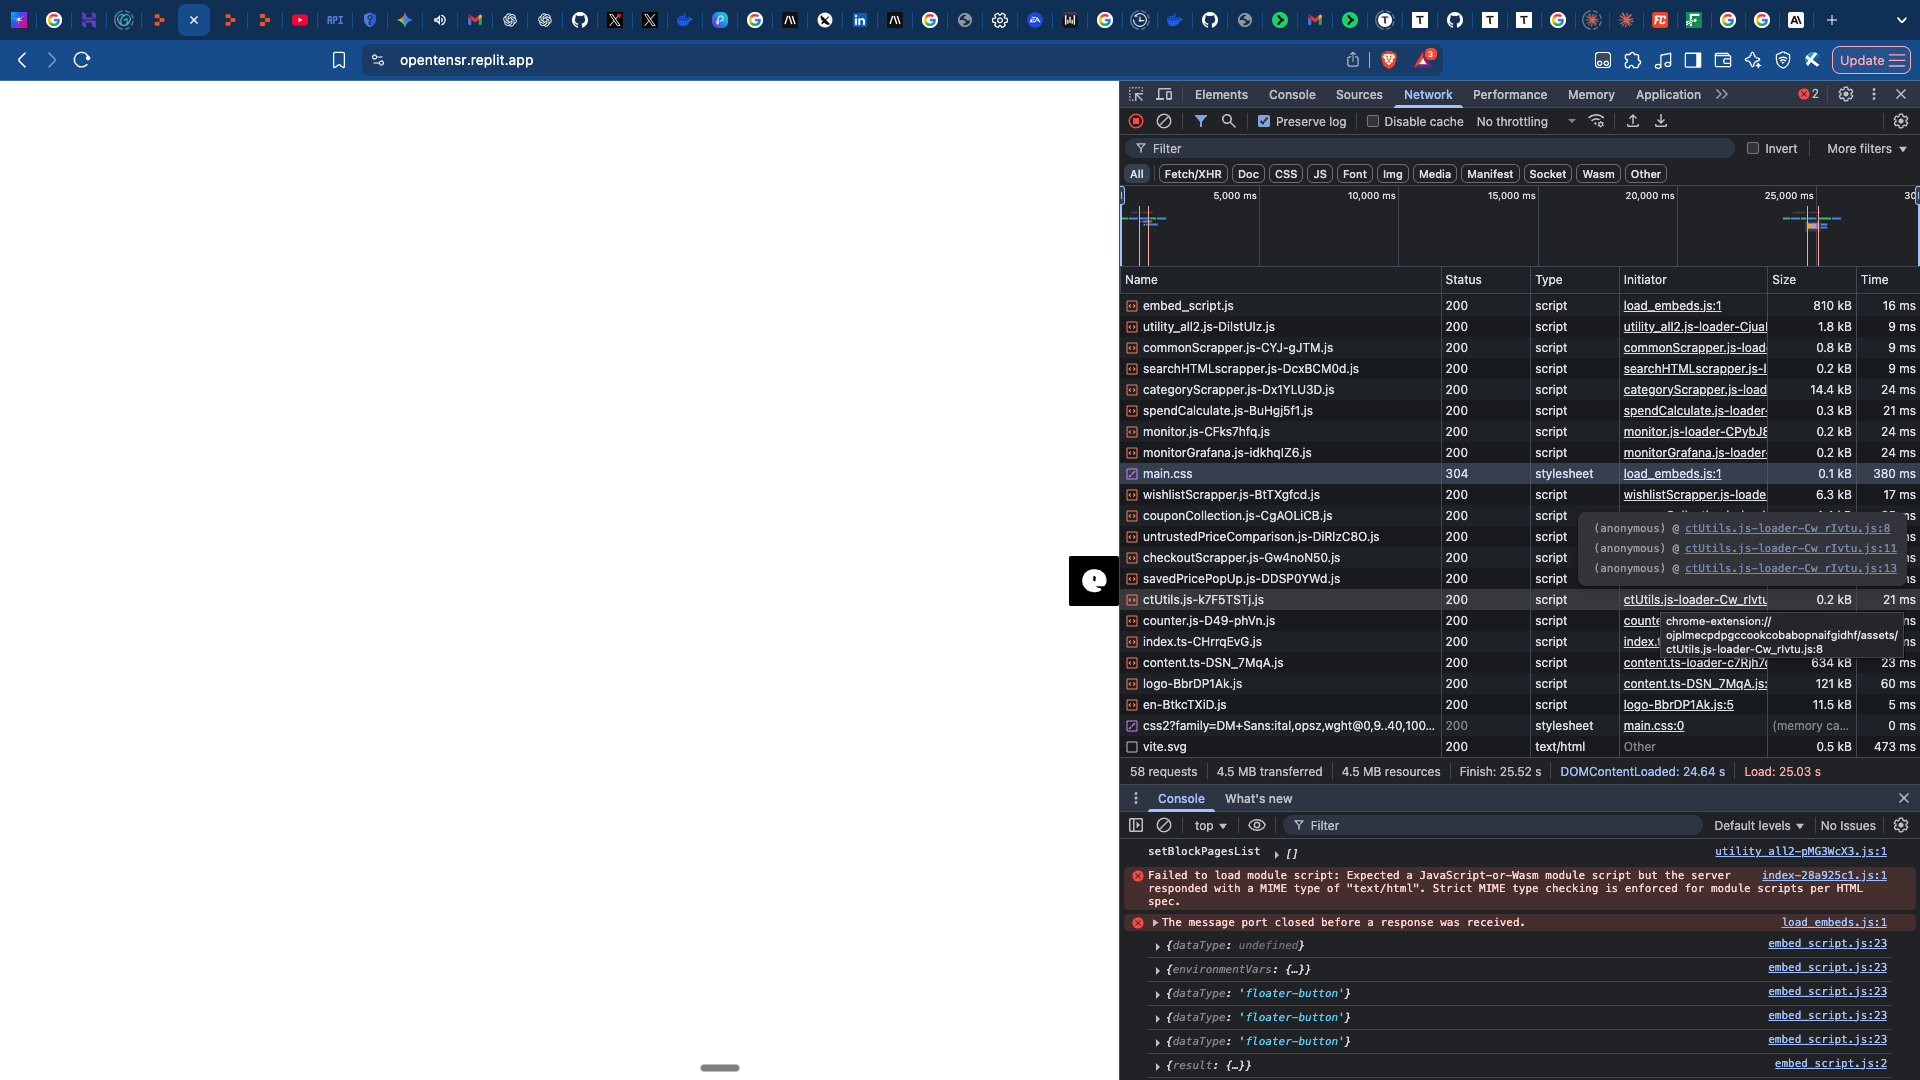 API
opentensr.replit.app
3
Update
Elements Console Sources Network Performance Memory Application 2
Preserve log Disable cache No throttling
Filter Invert More filters
All Fetch/XHR Doc CSS JS Font Img Media Manifest Socket Wasm Other
5,000 ms 10,000 ms 15,000 ms 20,000 ms 25,000 ms 30
Name Status Type Initiator Size Time
embed_script.js 200 script load_embeds.js:1 810 kB 16 ms
utility_all2.js-DilstUIz.js 200 script utility_all2.js-loader-Cjual 1.8 kB 9 ms
commonScrapper.js-CYJ-gJTM.js 200 script commonScrapper.js-load 0.8 kB 9 ms
searchHTMLscrapper.js-DcxBCM0d.js 200 script searchHTMLscrapper.js-l 0.2 kB 9 ms
categoryScrapper.js-Dx1YLU3D.js 200 script categoryScrapper.js-load 14.4 kB 24 ms
spendCalculate.js-BuHgj5f1.js 200 script spendCalculate.js-loader- 0.3 kB 21 ms
monitor.js-CFks7hfq.js 200 script monitor.js-loader-CPybJ8 0.2 kB 24 ms
monitorGrafana.js-idkhqIZ6.js 200 script monitorGrafana.js-loader- 0.2 kB 24 ms
main.css 304 stylesheet load_embeds.js:1 0.1 kB 380 ms
wishlistScrapper.js-BtTXgfcd.js 200 script wishlistScrapper.js-loade 6.3 kB 17 ms
couponCollection.js-CgAOLiCB.js 200 script
untrustedPriceComparison.js-DiRIzC8O.js 200 script
checkoutScrapper.js-Gw4noN50.js 200 script
savedPricePopUp.js-DDSP0YWd.js 200 script
(anonymous) @ ctUtils.js-loader-Cw_rIvtu.js:8
(anonymous) @ ctUtils.js-loader-Cw_rIvtu.js:11
(anonymous) @ ctUtils.js-loader-Cw_rIvtu.js:13
ctUtils.js-k7F5TSTj.js 200 script ctUtils.js-loader-Cw_rIvtu 0.2 kB 21 ms
counter.js-D49-phVn.js 200 script counte ms
index.ts-CHrrqEvG.js 200 script index.t ms
chrome-extension://
ojplmecpdpgccookcobabopnaifgidhf/assets/
ctUtils.js-loader-Cw_rIvtu.js:8
content.ts-DSN_7MqA.js 200 script content.ts-loader-c7Rjh7 634 kB 23 ms
logo-BbrDP1Ak.js 200 script content.ts-DSN_7MqA.js: 121 kB 60 ms
en-BtkcTXiD.js 200 script logo-BbrDP1Ak.js:5 11.5 kB 5 ms
css2?family=DM+Sans:ital,opsz,wght@0,9..40,100... 200 stylesheet main.css:0 (memory ca... 0 ms
vite.svg 200 text/html Other 0.5 kB 473 ms
58 requests 4.5 MB transferred 4.5 MB resources Finish: 25.52 s DOMContentLoaded: 24.64 s Load: 25.03 s
Console What's new
top Filter Default levels No Issues
setBlockPagesList [] utility_all2-pMG3WcX3.js:1
Failed to load module script: Expected a JavaScript-or-Wasm module script but the server index-28a925c1.js:1
responded with a MIME type of "text/html". Strict MIME type checking is enforced for module scripts per HTML
spec.
The message port closed before a response was received. load_embeds.js:1
{dataType: undefined} embed_script.js:23
{environmentVars: {…}} embed_script.js:23
{dataType: 'floater-button'} embed_script.js:23
{dataType: 'floater-button'} embed_script.js:23
{dataType: 'floater-button'} embed_script.js:23
{result: {…}} embed_script.js:2